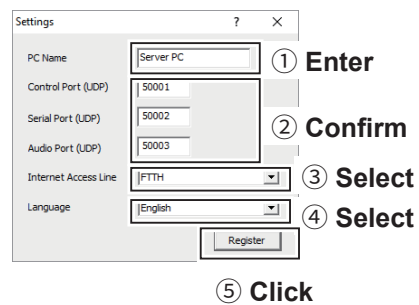 Settings ? ×
PC Name Server PC ① Enter
Control Port (UDP) 50001
Serial Port (UDP) 50002 ② Confirm
Audio Port (UDP) 50003
Internet Access Line FTTH ③ Select
Language English ④ Select
Register
⑤ Click